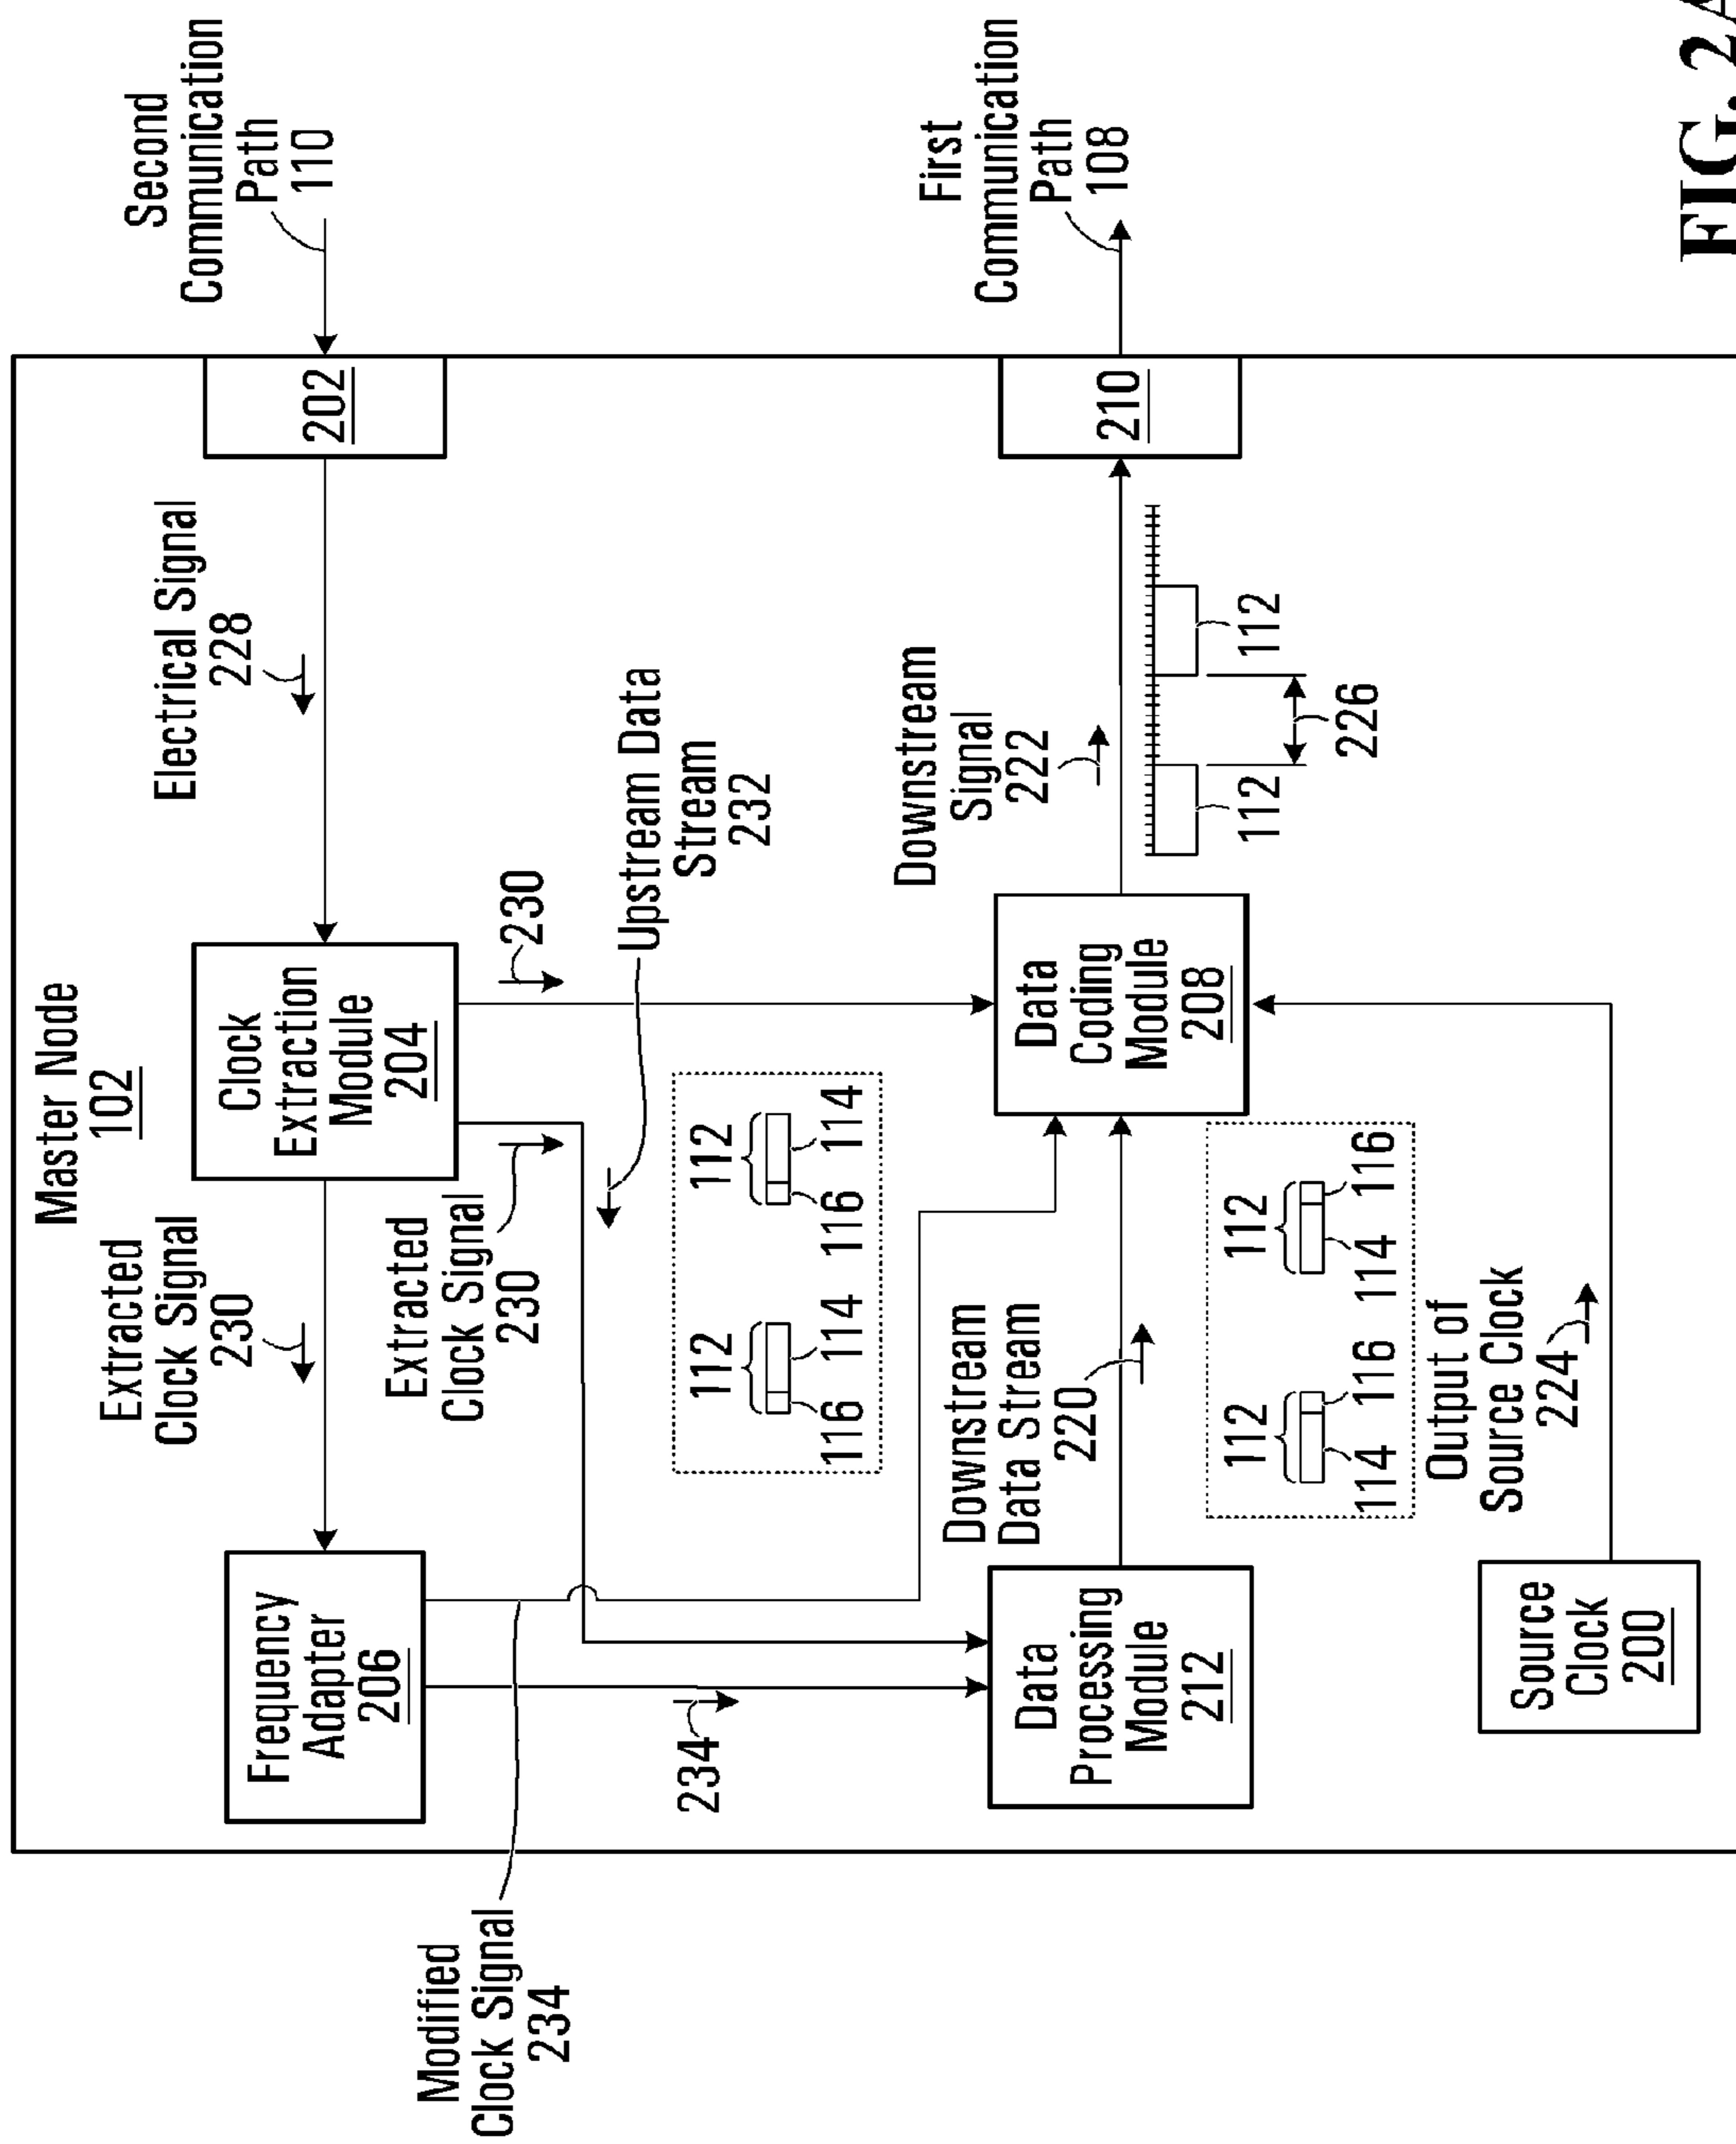 Master Node
102
Second
Communication
Path
110
202
Electrical Signal
228
Clock
Extraction
Module
204
Extracted
Clock Signal
230
Frequency
Adapter
206
Extracted
Clock Signal
230
230
Upstream Data
Stream
232
112
112
116
114
116
114
Modified
Clock Signal
234
234
First
Communication
Path
108
210
Downstream
Signal
222
112
112
226
Data
Coding
Module
208
Downstream
Data Stream
220
112
112
114
116
114
116
Data
Processing
Module
212
Output of
Source Clock
224
Source
Clock
200
FIG. 2A